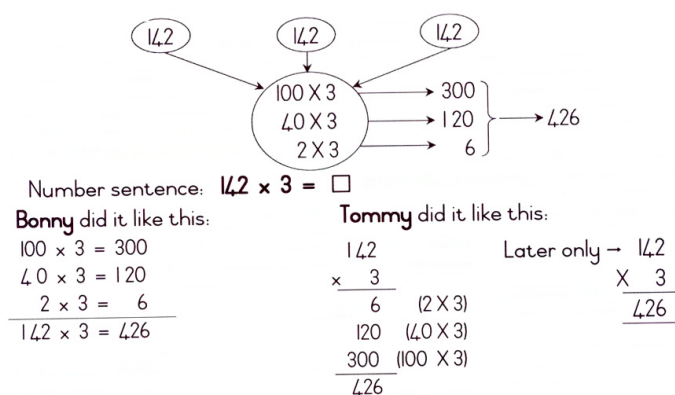 142 142 142
100 X 3 300
40 X 3 120 426
2 X 3 6
Number sentence: 142 x 3 = □
Bonny did it like this:
100 x 3 = 300
40 x 3 = 120
2 x 3 = 6
142 x 3 = 426
Tommy did it like this:
142
x 3
6 (2 X 3)
120 (40 X 3)
300 (100 X 3)
426
Later only → 142
X 3
426